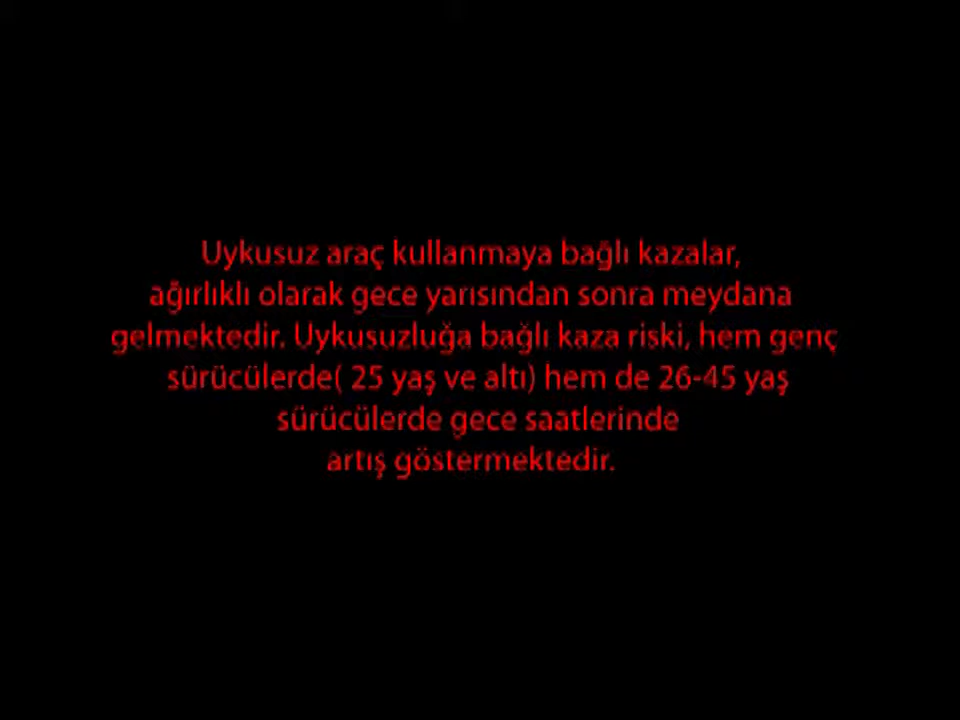 Uykusuz araç kullanmaya bağlı kazalar,
ağırlıklı olarak gece yarısından sonra meydana
gelmektedir. Uykusuzluğa bağlı kaza riski, hem genç
sürücülerde( 25 yaş ve altı) hem de 26-45 yaş
sürücülerde gece saatlerinde
artış göstermektedir.